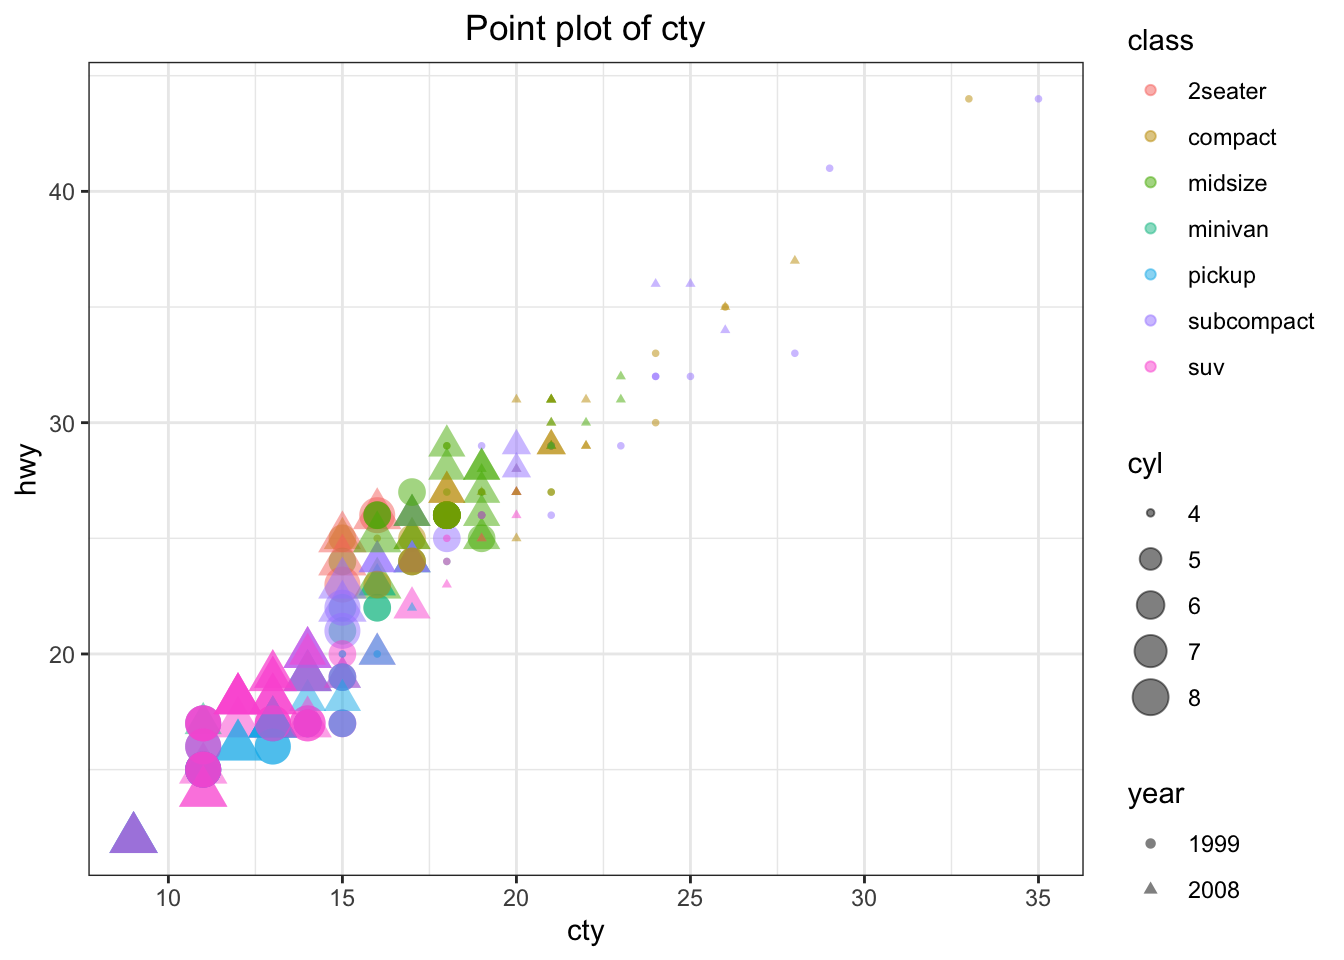 Point plot of cty
hwy
40
30
20
10 15 20 25 30 35
cty
class
2seater
compact
midsize
minivan
pickup
subcompact
suv
cyl
4
5
6
7
8
year
1999
2008